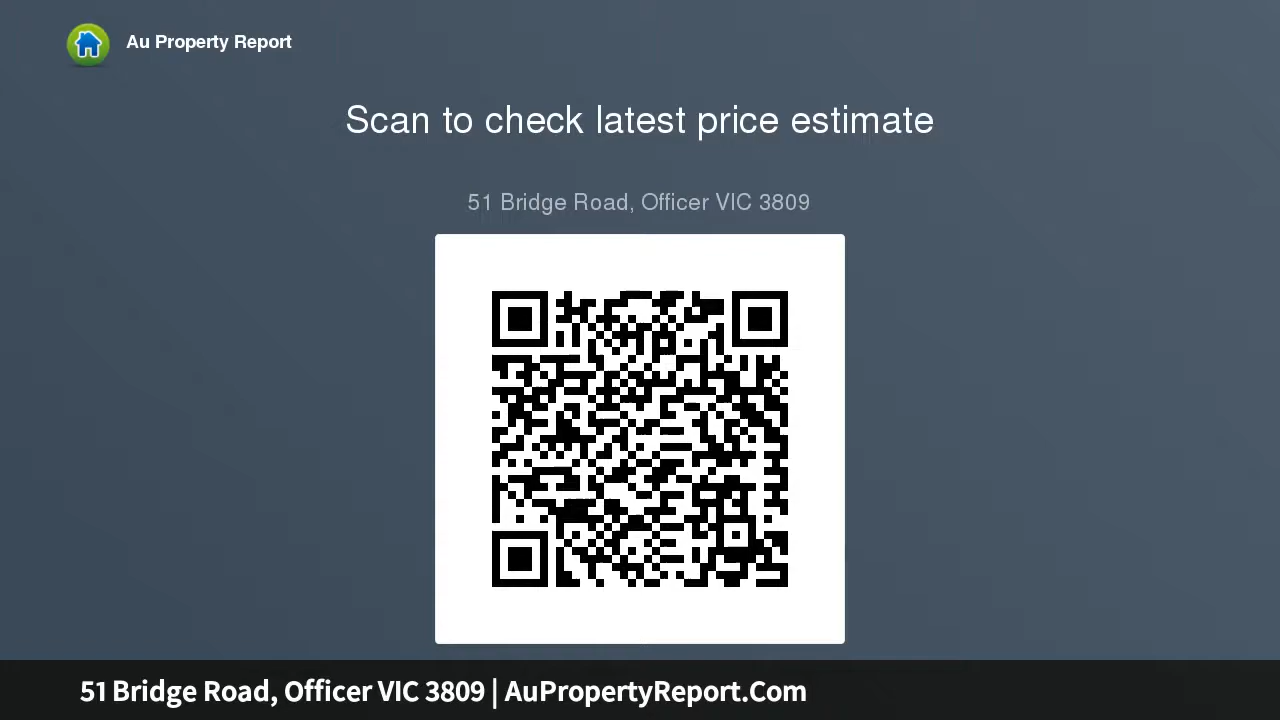 Au Property Report
Scan to check latest price estimate
51 Bridge Road, Officer VIC 3809
51 Bridge Road, Officer VIC 3809 | AuPropertyReport.Com